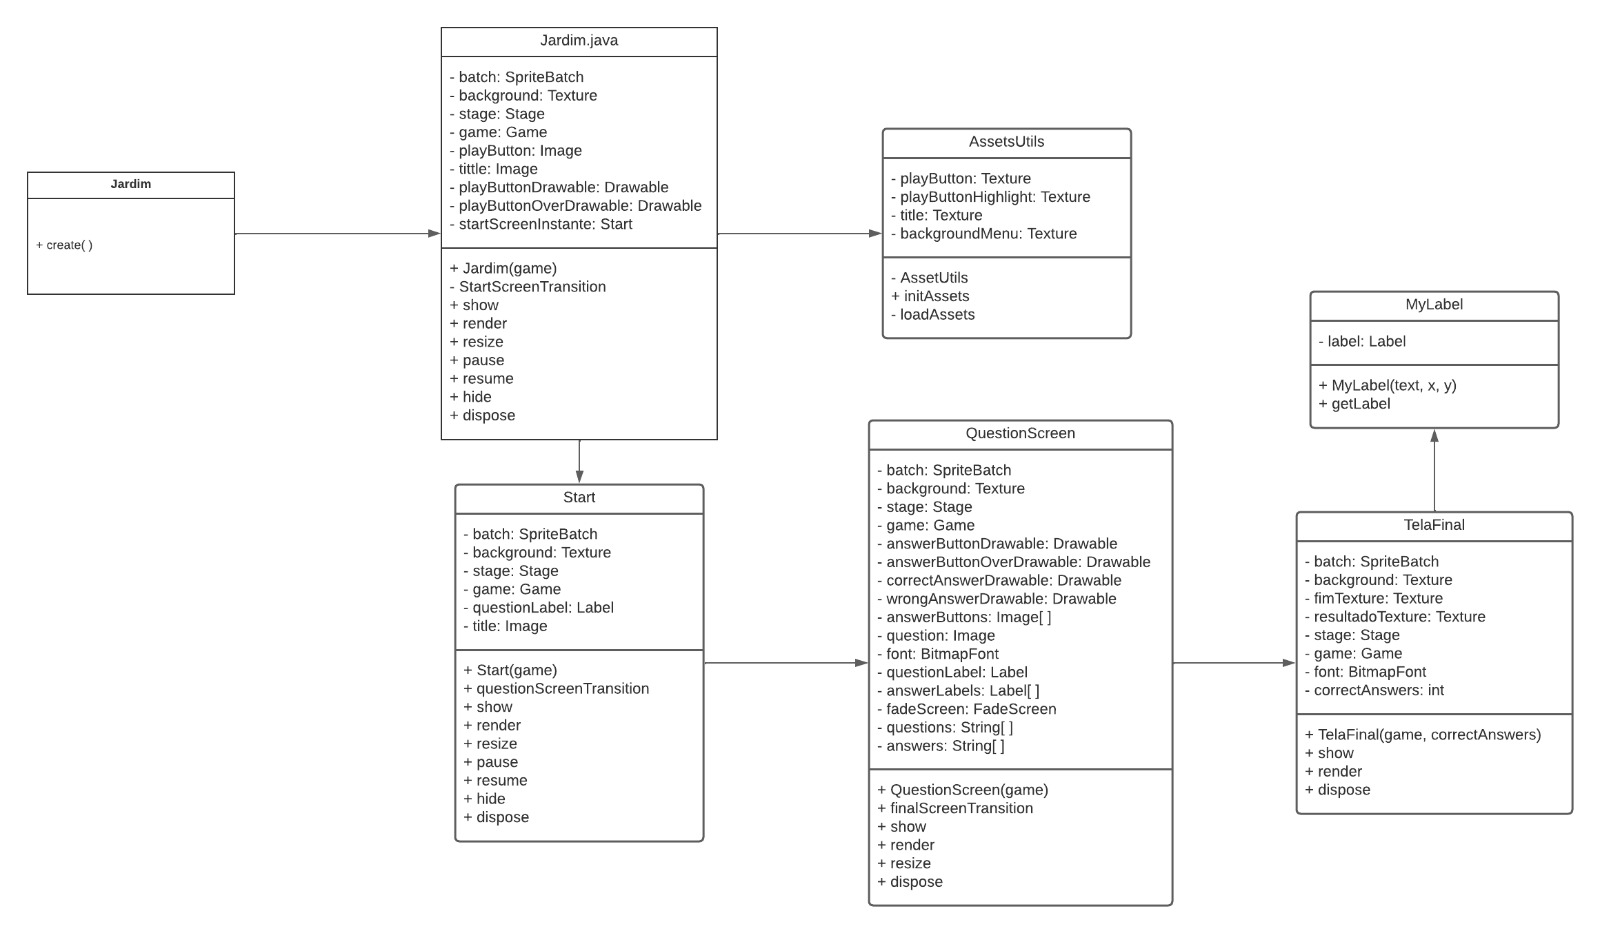 Jardim
+ create( )
Jardim.java
- batch: SpriteBatch
- background: Texture
- stage: Stage
- game: Game
- playButton: Image
- tittle: Image
- playButtonDrawable: Drawable
- playButtonOverDrawable: Drawable
- startScreenInstante: Start
+ Jardim(game)
- StartScreenTransition
+ show
+ render
+ resize
+ pause
+ resume
+ hide
+ dispose
AssetsUtils
- playButton: Texture
- playButtonHighlight: Texture
- title: Texture
- backgroundMenu: Texture
- AssetUtils
+ initAssets
- loadAssets
Start
- batch: SpriteBatch
- background: Texture
- stage: Stage
- game: Game
- questionLabel: Label
- title: Image
+ Start(game)
+ questionScreenTransition
+ show
+ render
+ resize
+ pause
+ resume
+ hide
+ dispose
QuestionScreen
- batch: SpriteBatch
- background: Texture
- stage: Stage
- game: Game
- answerButtonDrawable: Drawable
- answerButtonOverDrawable: Drawable
- correctAnswerDrawable: Drawable
- wrongAnswerDrawable: Drawable
- answerButtons: Image[ ]
- question: Image
- font: BitmapFont
- questionLabel: Label
- answerLabels: Label[ ]
- fadeScreen: FadeScreen
- questions: String[ ]
- answers: String[ ]
+ QuestionScreen(game)
+ finalScreenTransition
+ show
+ render
+ resize
+ dispose
MyLabel
- label: Label
+ MyLabel(text, x, y)
+ getLabel
TelaFinal
- batch: SpriteBatch
- background: Texture
- fimTexture: Texture
- resultadoTexture: Texture
- stage: Stage
- game: Game
- font: BitmapFont
- correctAnswers: int
+ TelaFinal(game, correctAnswers)
+ show
+ render
+ dispose